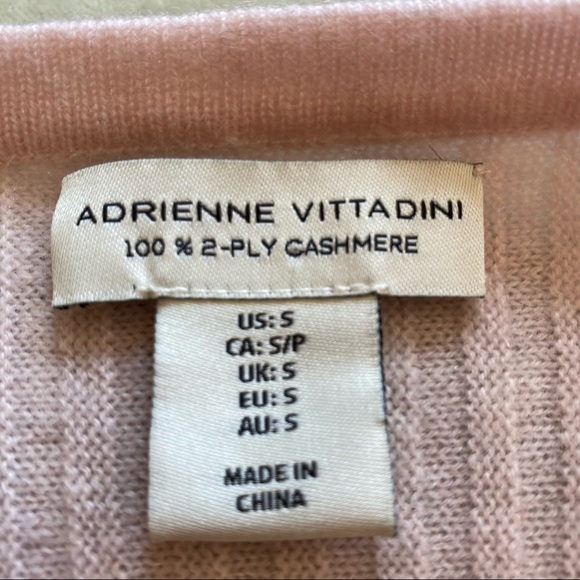 ADRIENNE VITTADINI
100 % 2-PLY CASHMERE
US: S
CA: S/P
UK: S
EU: S
AU: S
MADE IN
CHINA